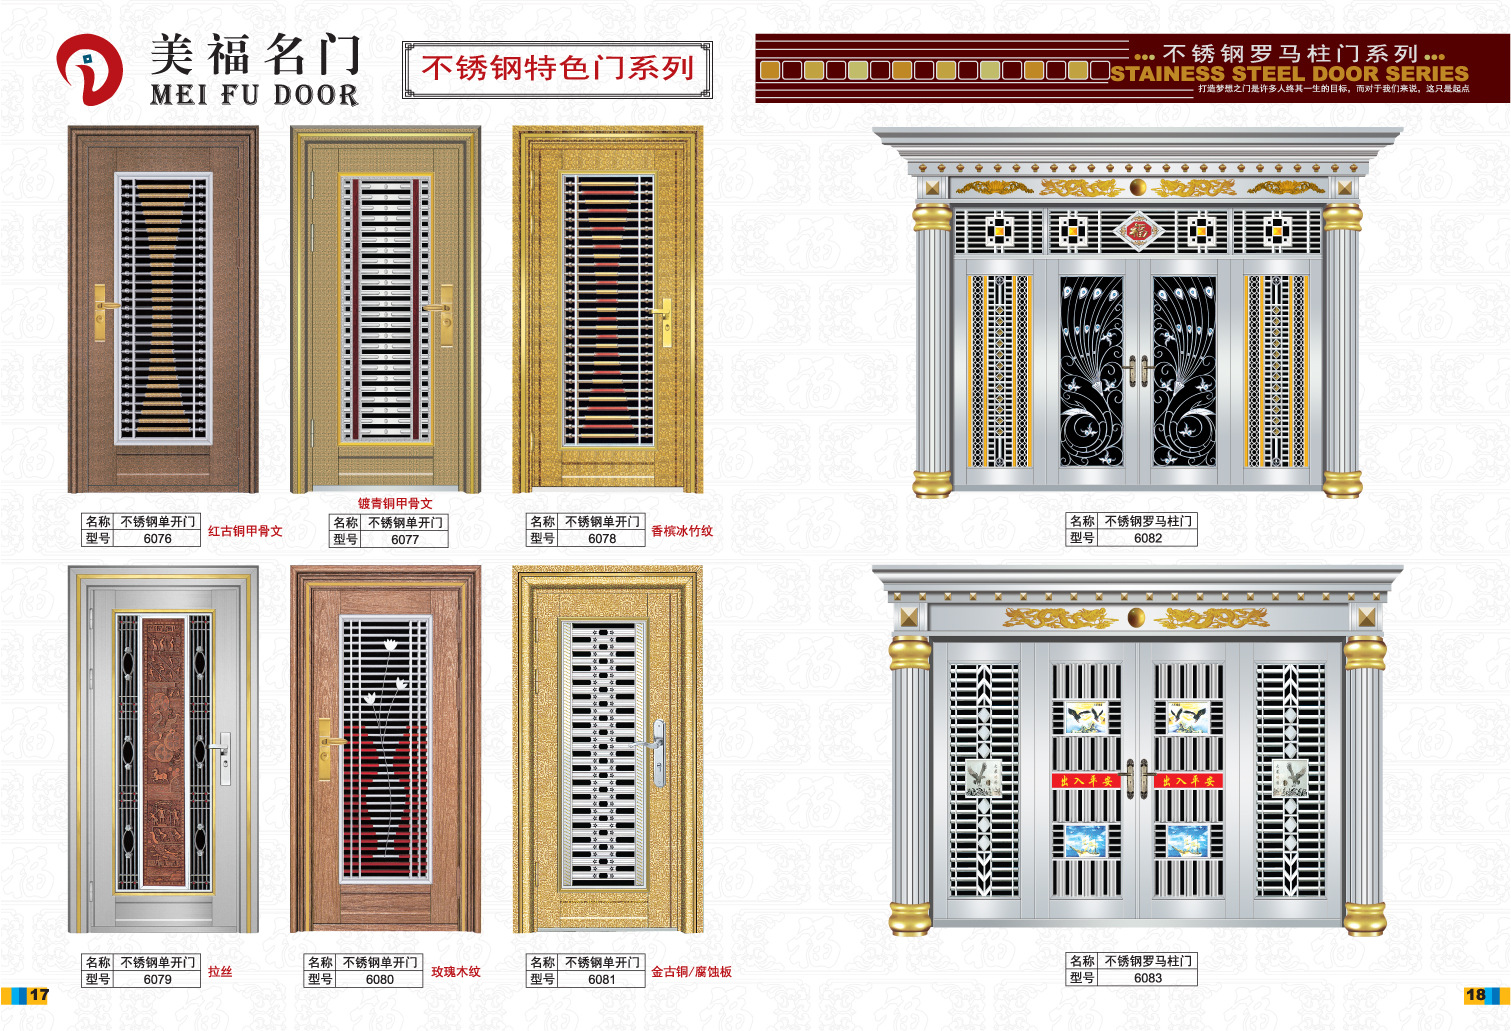 美福名门
MEI FU DOOR
不锈钢特色门系列
不锈钢罗马柱门系列
STAINESS STEEL DOOR SERIES
打造梦想之门是许多人终其一生的目标，而对于我们来说，这只是起点
福
名称 不锈钢单开门
型号 6076
红古铜甲骨文
镀青铜甲骨文
名称 不锈钢单开门
型号 6077
名称 不锈钢单开门
型号 6078
香槟冰竹纹
名称 不锈钢罗马柱门
型号 6082
出入平安
出入平安
名称 不锈钢单开门
型号 6079
拉丝
名称 不锈钢单开门
型号 6080
玫瑰木纹
名称 不锈钢单开门
型号 6081
金古铜/腐蚀板
名称 不锈钢罗马柱门
型号 6083
17
18